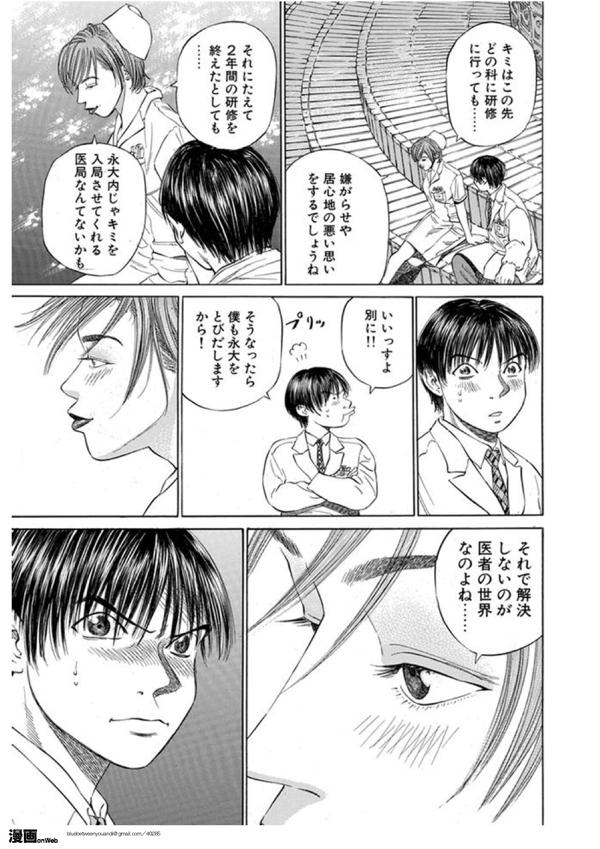 キミはこの先
どの科に研修
に行っても……
嫌がらせや
居心地の悪い思い
をするでしょうね
それにたえて
2年間の研修を
終えたとしても
……
永大内じゃキミを
入局させてくれる
医局なんてないかも
いいっすよ
別に!!
プリッ
そうなったら
僕も永大を
とびだします
から!
それで解決
しないのが
医者の世界
なのよね……
漫画onWeb
bluebetweenyouandi@gmail.com/40285